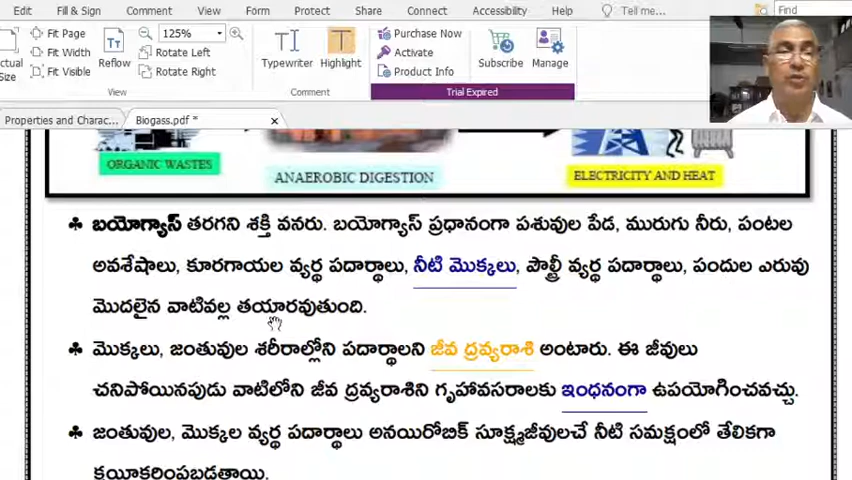 Edit Fill & Sign Comment View Form Protect Share Connect Accessibility Help Tell me... Find
Fit Page 125% Purchase Now
Fit Width Rotate Left Activate
Size Fit Visible Reflow Rotate Right Typewriter Highlight Product Info Subscribe Manage
View Comment Trial Expired
Properties and Charac... Biogass.pdf *
ORGANIC WASTES
ANAEROBIC DIGESTION
ELECTRICITY AND HEAT
♣ బయోగ్యాస్ తరగని శక్తి వనరు. బయోగ్యాస్ ప్రధానంగా పశువుల పేడ, మురుగు నీరు, పంటల
అవశేషాలు, కూరగాయల వ్యర్థ పదార్థాలు, నీటి మొక్కలు, పౌల్ట్రీ వ్యర్థ పదార్థాలు, పందుల ఎరువు
మొదలైన వాటివల్ల తయారవుతుంది.
♣ మొక్కలు, జంతువుల శరీరాల్లోని పదార్థాలని జీవ ద్రవ్యరాశి అంటారు. ఈ జీవులు
చనిపోయినపుడు వాటిలోని జీవ ద్రవ్యరాశిని గృహావసరాలకు ఇంధనంగా ఉపయోగించవచ్చు.
♣ జంతువుల, మొక్కల వ్యర్థ పదార్థాలు అనయిరోబిక్ సూక్ష్మజీవులచే నీటి సమక్షంలో తేలికగా
క్షయీకరింపబడతాయి.